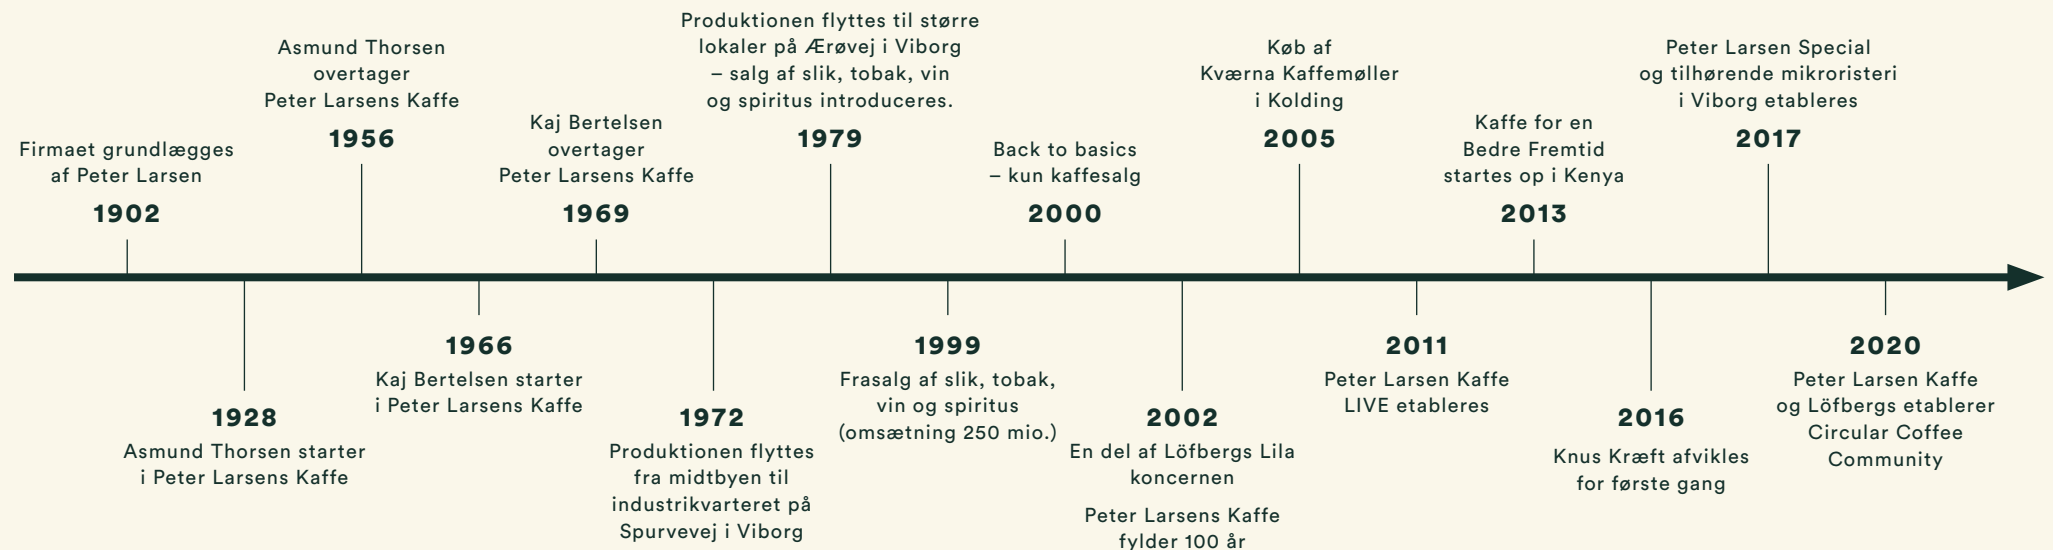 Firmaet grundlægges
af Peter Larsen
1902
1928
Asmund Thorsen starter
i Peter Larsens Kaffe
Asmund Thorsen
overtager
Peter Larsens Kaffe
1956
1966
Kaj Bertelsen starter
i Peter Larsens Kaffe
Kaj Bertelsen
overtager
Peter Larsens Kaffe
1969
1972
Produktionen flyttes
fra midtbyen til
industrikvarteret på
Spurvevej i Viborg
Produktionen flyttes til større
lokaler på Ærøvej i Viborg
– salg af slik, tobak, vin
og spiritus introduceres.
1979
1999
Frasalg af slik, tobak,
vin og spiritus
(omsætning 250 mio.)
Back to basics
– kun kaffesalg
2000
2002
En del af Löfbergs Lila
koncernen
Peter Larsens Kaffe
fylder 100 år
Køb af
Kværna Kaffemøller
i Kolding
2005
2011
Peter Larsen Kaffe
LIVE etableres
Kaffe for en
Bedre Fremtid
startes op i Kenya
2013
2016
Knus Kræft afvikles
for første gang
Peter Larsen Special
og tilhørende mikroristeri
i Viborg etableres
2017
2020
Peter Larsen Kaffe
og Löfbergs etablerer
Circular Coffee
Community